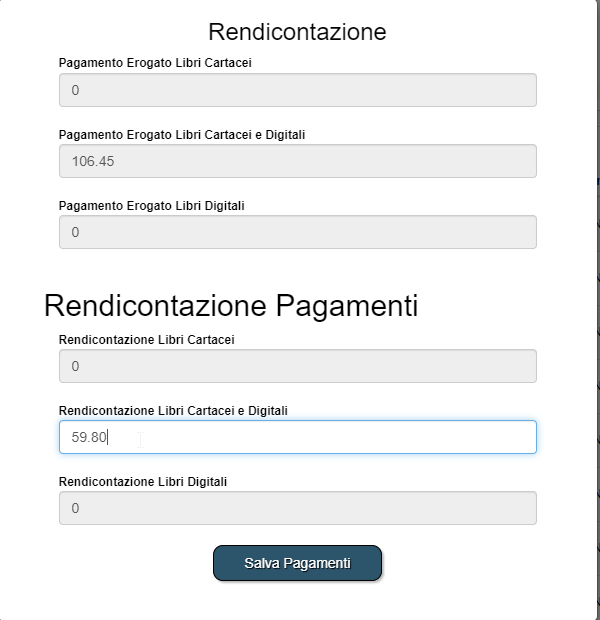 Rendicontazione
Pagamento Erogato Libri Cartacei
0
Pagamento Erogato Libri Cartacei e Digitali
106.45
Pagamento Erogato Libri Digitali
0
Rendicontazione Pagamenti
Rendicontazione Libri Cartacei
0
Rendicontazione Libri Cartacei e Digitali
59.80
Rendicontazione Libri Digitali
0
Salva Pagamenti